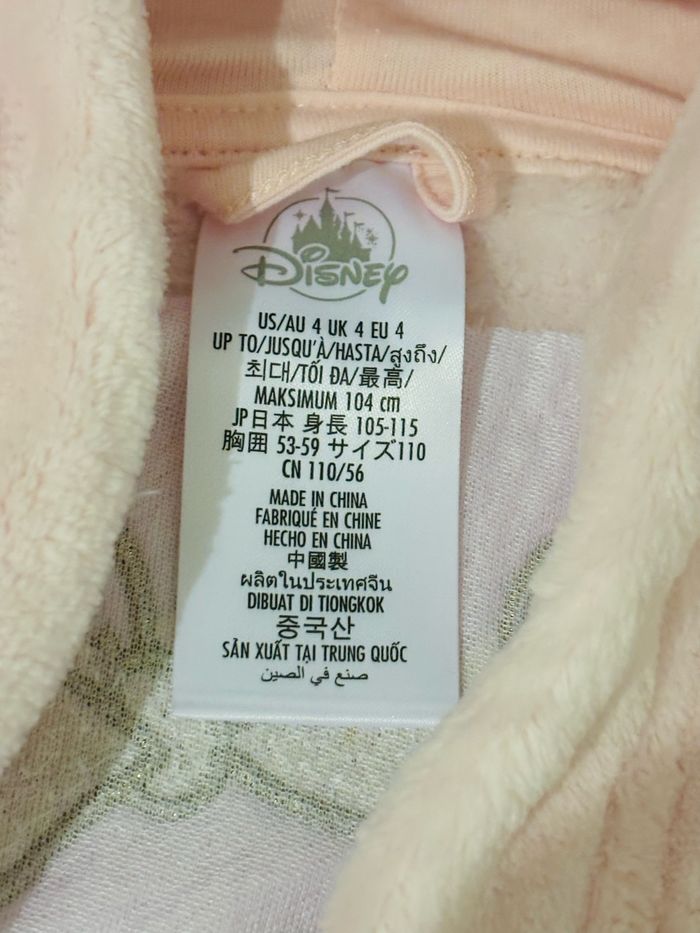 Disney
US/AU 4 UK 4 EU 4
UP TO/JUSQU'À/HASTA/สูงถึง/
최대/TỐI ĐA/最高/
MAKSIMUM 104 cm
JP日本 身長 105-115
胸囲 53-59 サイズ110
CN 110/56
MADE IN CHINA
FABRIQUÉ EN CHINE
HECHO EN CHINA
中國製
ผลิตในประเทศจีน
DIBUAT DI TIONGKOK
중국산
SẢN XUẤT TẠI TRUNG QUỐC
صنع في الصين